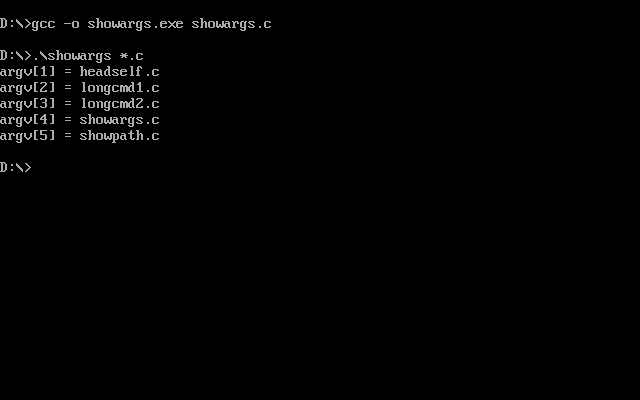 D:\>gcc -o showargs.exe showargs.c
D:\>.\showargs *.c
argv[1] = headself.c
argv[2] = longcmd1.c
argv[3] = longcmd2.c
argv[4] = showargs.c
argv[5] = showpath.c
D:\>